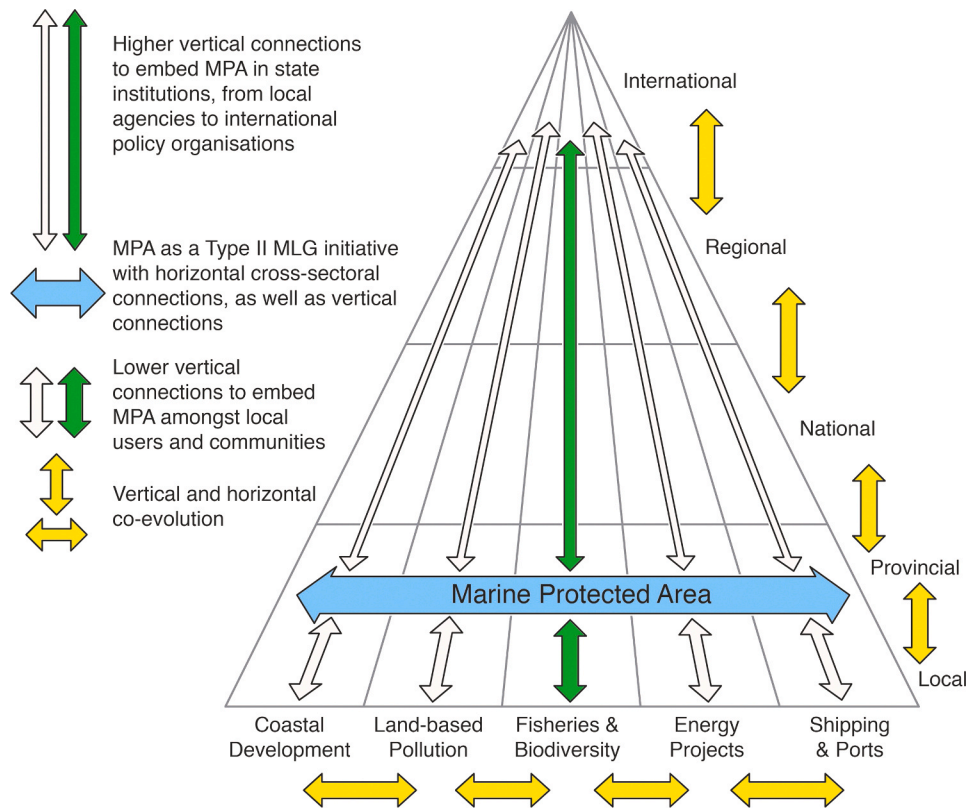 Higher vertical connections
to embed MPA in state
institutions, from local
agencies to international
policy organisations
MPA as a Type II MLG initiative
with horizontal cross-sectoral
connections, as well as vertical
connections
Lower vertical
connections to embed
MPA amongst local
users and communities
Vertical and horizontal
co-evolution
International
Regional
National
Provincial
Local
Marine Protected Area
Coastal
Development
Land-based
Pollution
Fisheries &
Biodiversity
Energy
Projects
Shipping
& Ports